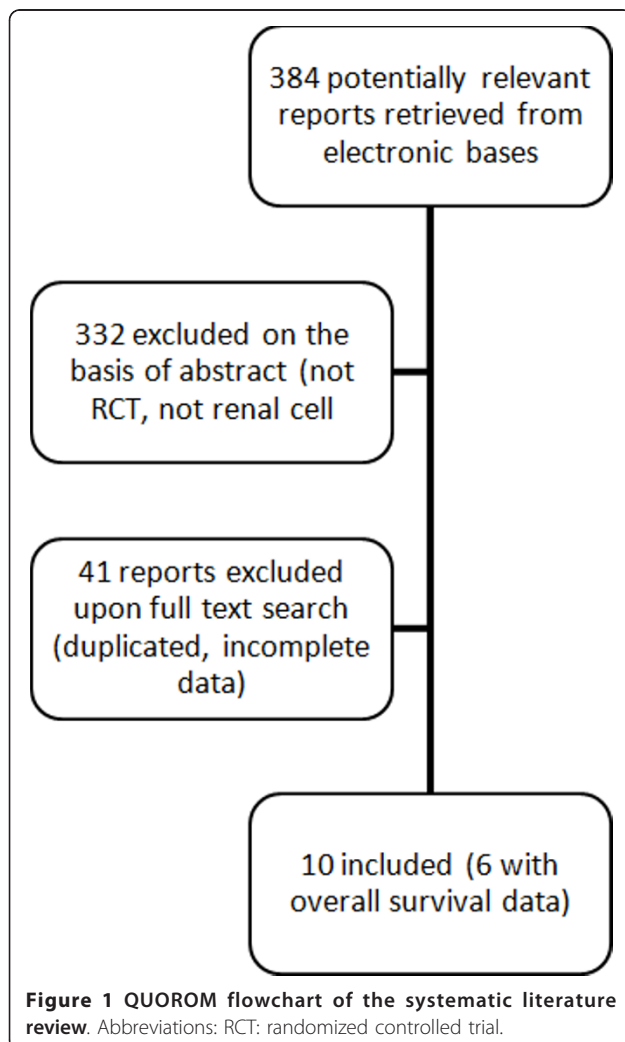 384 potentially relevant
reports retrieved from
electronic bases
332 excluded on the
basis of abstract (not
RCT, not renal cell
41 reports excluded
upon full text search
(duplicated, incomplete
data)
10 included (6 with
overall survival data)
Figure 1 QUOROM flowchart of the systematic literature
review. Abbreviations: RCT: randomized controlled trial.